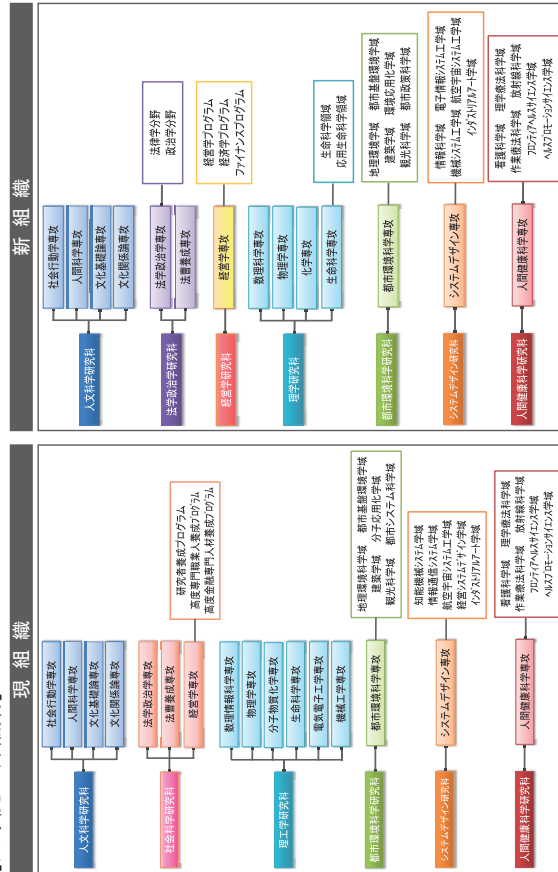 現組織
人文科学研究科
社会行動学専攻
人間科学専攻
文化基礎論専攻
文化関係論専攻
社会科学研究科
法学政治学専攻
法曹養成専攻
経営学専攻
研究者養成プログラム
高度専門職業人養成プログラム
高度金融専門人材養成プログラム
理工学研究科
数理情報科学専攻
物理学専攻
分子物質化学専攻
生命科学専攻
電気電子工学専攻
機械工学専攻
都市環境科学研究科
都市環境科学専攻
地理環境科学域 都市基盤環境学域
建築学域 分子応用化学域
観光科学域 都市システム科学域
システムデザイン研究科
システムデザイン専攻
知能機械システム学域
情報通信システム学域
航空宇宙システム工学域
経営システムデザイン学域
インダストリアルアート学域
人間健康科学研究科
人間健康科学専攻
看護科学域 理学療法科学域
作業療法科学域 放射線科学域
フロンティアヘルスサイエンス学域
ヘルスプロモーションサイエンス学域
新組織
人文科学研究科
社会行動学専攻
人間科学専攻
文化基礎論専攻
文化関係論専攻
法学政治学研究科
法学政治学専攻
法曹養成専攻
法律学分野
政治学分野
経営学研究科
経営学専攻
経営学プログラム
経済学プログラム
ファイナンスプログラム
理学研究科
数理科学専攻
物理学専攻
化学専攻
生命科学専攻
生命科学領域
応用生命科学領域
都市環境科学研究科
都市環境科学専攻
地理環境学域 都市基盤環境学域
建築学域 環境応用化学域
観光科学域 都市政策科学域
システムデザイン研究科
システムデザイン専攻
情報科学域 電子情報システム工学域
機械システム工学域 航空宇宙システム工学域
インダストリアルアート学域
人間健康科学研究科
人間健康科学専攻
看護科学域 理学療法科学域
作業療法科学域 放射線科学域
フロンティアヘルスサイエンス学域
ヘルスプロモーションサイエンス学域